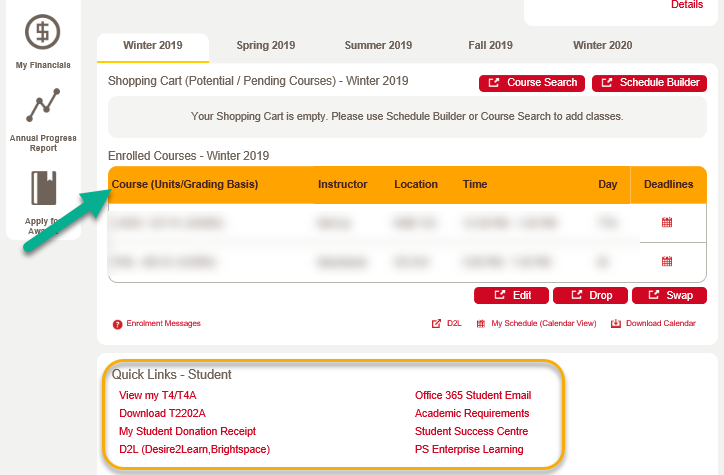 Details
My Financials
Annual Progress
Report
Apply for
Winter 2019
Spring 2019
Summer 2019
Fall 2019
Winter 2020
Shopping Cart (Potential / Pending Courses) - Winter 2019
Course Search
Schedule Builder
Your Shopping Cart is empty. Please use Schedule Builder or Course Search to add classes.
Enrolled Courses - Winter 2019
Course (Units/Grading Basis) Instructor Location Time Day Deadlines
Edit
Drop
Swap
Enrolment Messages
D2L
My Schedule (Calendar View)
Download Calendar
Quick Links - Student
View my T4/T4A
Download T2202A
My Student Donation Receipt
D2L (Desire2Learn,Brightspace)
Office 365 Student Email
Academic Requirements
Student Success Centre
PS Enterprise Learning